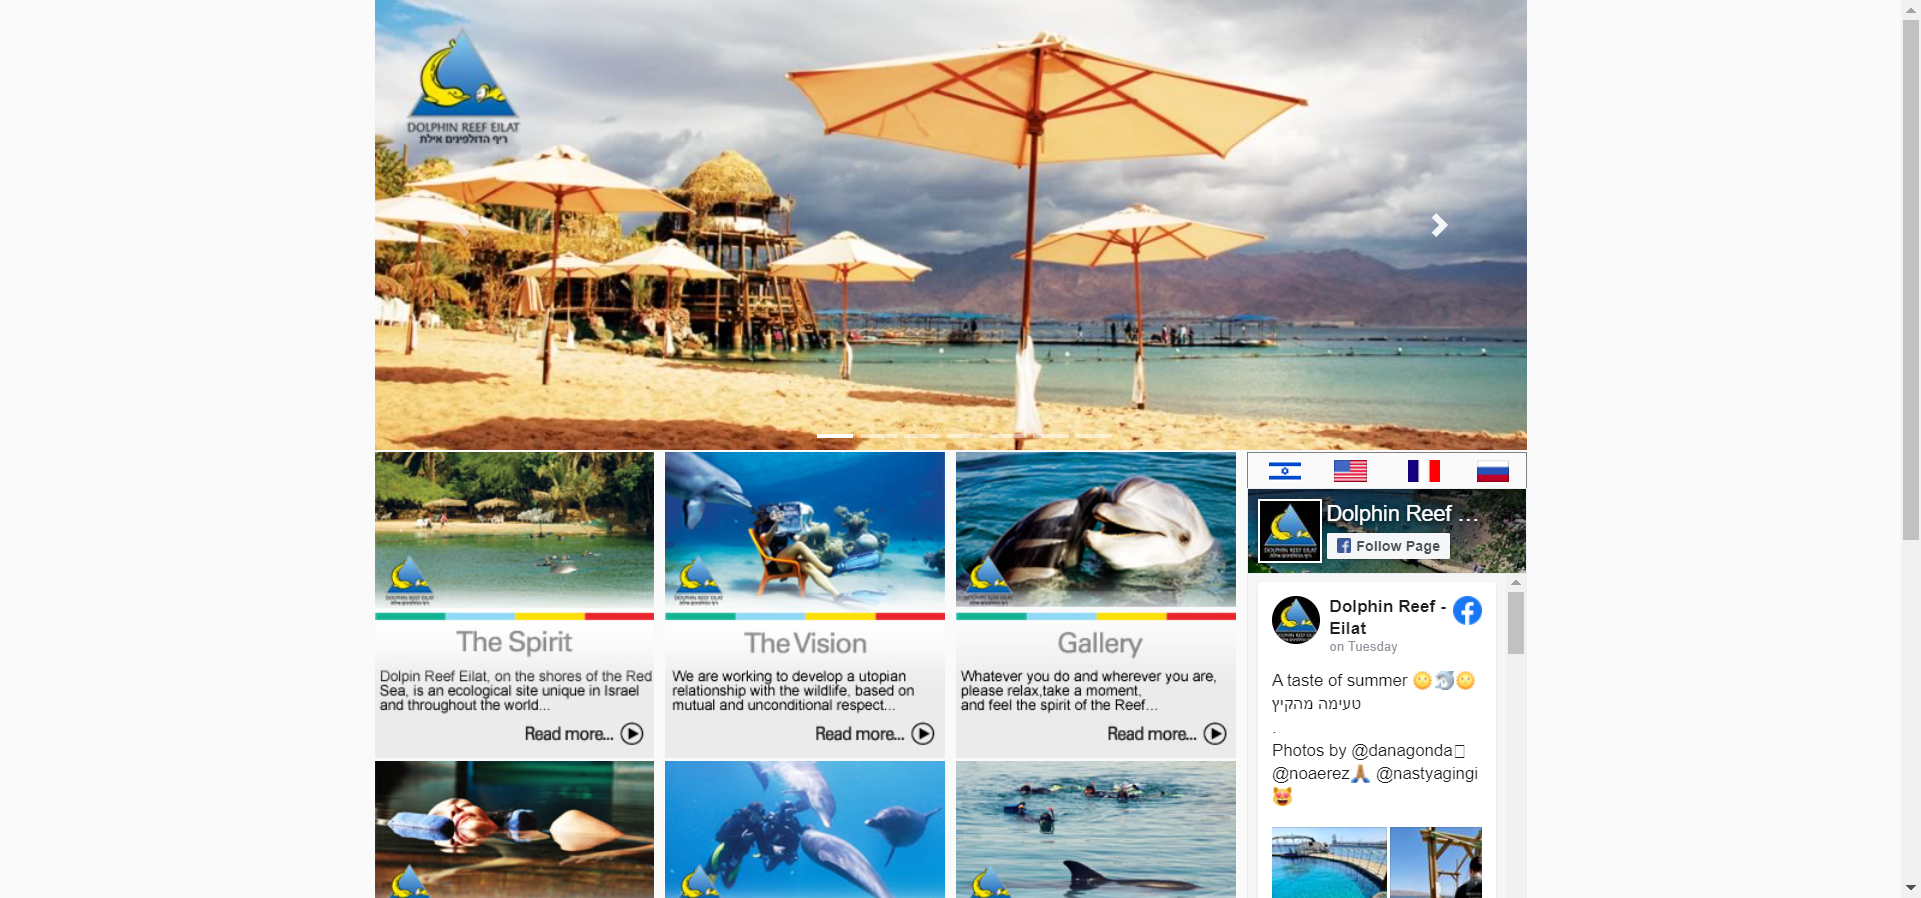 DOLPHIN REEF EILAT
ריף הדולפינים אילת
The Spirit
Dolpin Reef Eilat, on the shores of the Red
Sea, is an ecological site unique in Israel
and throughout the world...
Read more...
The Vision
We are working to develop a utopian
relationship with the wildlife, based on
mutual and unconditional respect...
Read more...
Gallery
Whatever you do and wherever you are,
please relax,take a moment,
and feel the spirit of the Reef...
Read more...
Dolphin Reef ...
Follow Page
Dolphin Reef -
Eilat
on Tuesday
A taste of summer 🌞🐬🌞
טעימה מהקיץ
.
Photos by @danagonda
@noaerez🙏🏽 @nastyagingi
😻